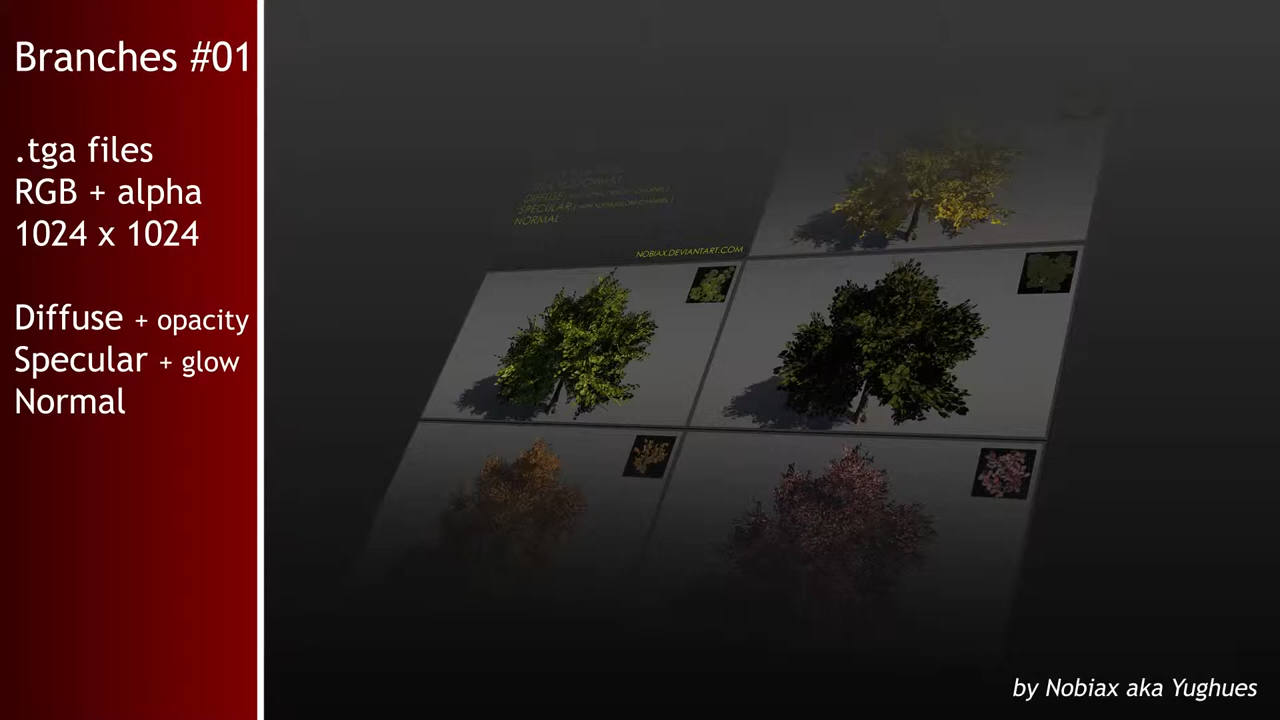 Branches #01
.tga files
RGB + alpha
1024 x 1024
Diffuse + opacity
Specular + glow
Normal
DIFFUSE
SPECULAR
NORMAL
NOBIAX.DEVIANTART.COM
by Nobiax aka Yughues